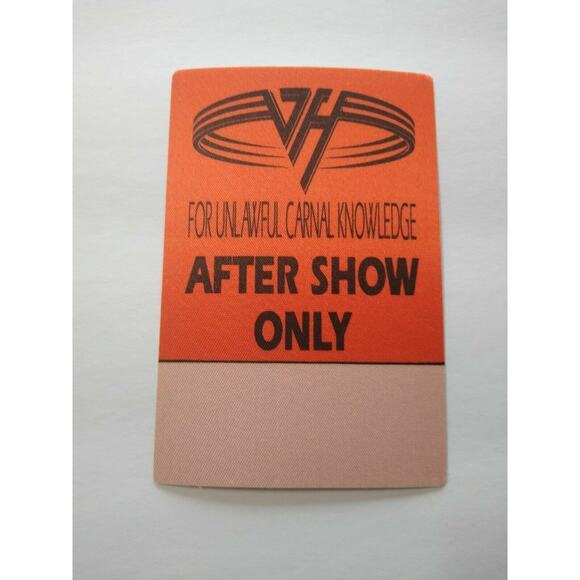 VH
FOR UNLAWFUL CARNAL KNOWLEDGE
AFTER SHOW
ONLY